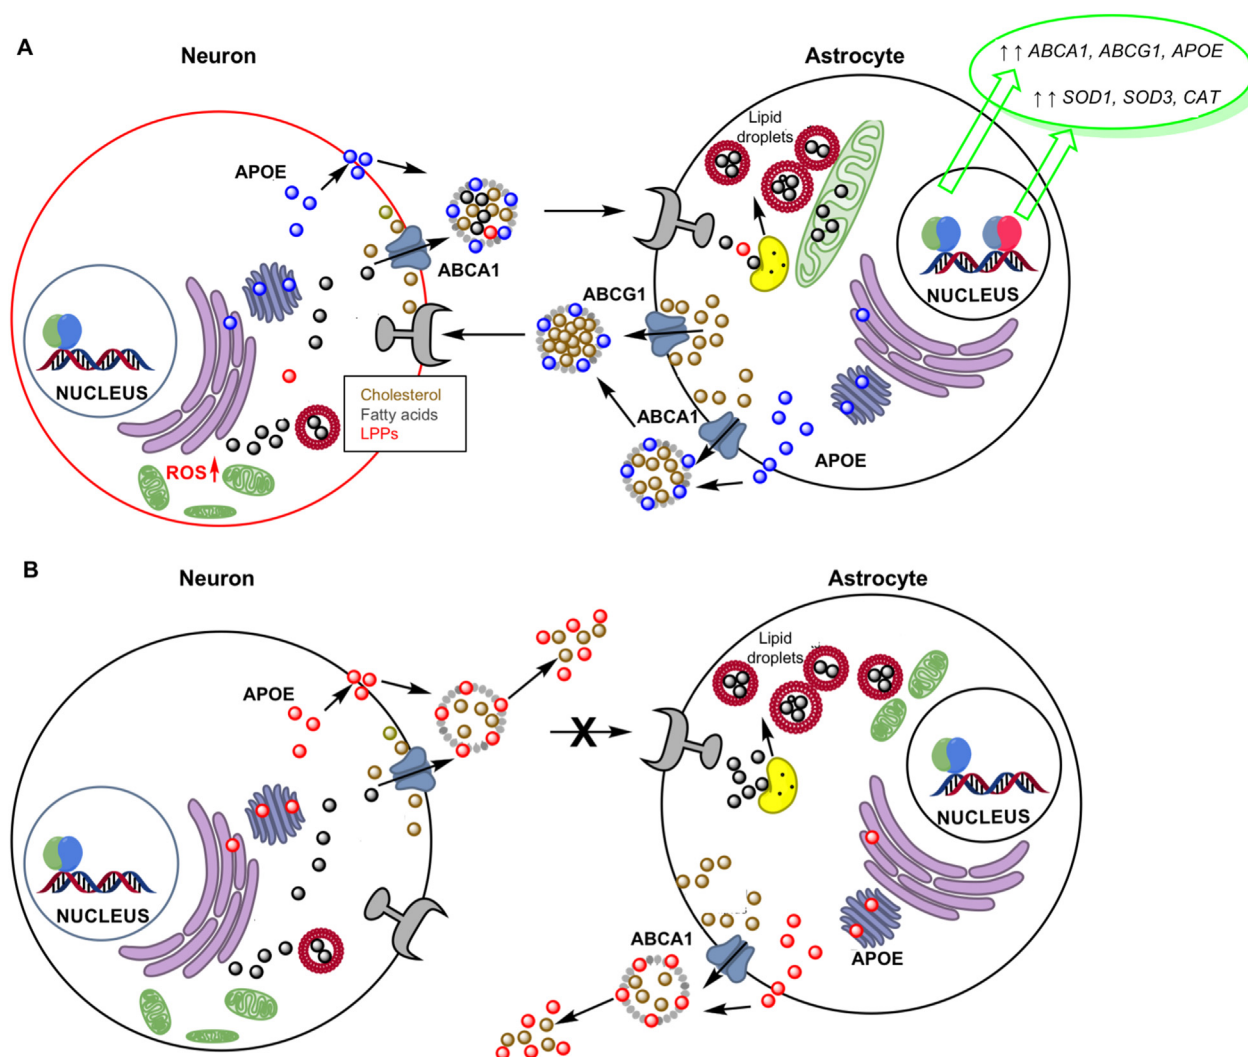 A
Neuron
Astrocyte
↑↑ ABCA1, ABCG1, APOE
↑↑ SOD1, SOD3, CAT
Lipid
droplets
APOE
ABCA1
NUCLEUS
ABCG1
NUCLEUS
Cholesterol
Fatty acids
LPPs
ABCA1
APOE
ROS
B
Neuron
Astrocyte
Lipid
droplets
APOE
X
NUCLEUS
NUCLEUS
ABCA1
APOE